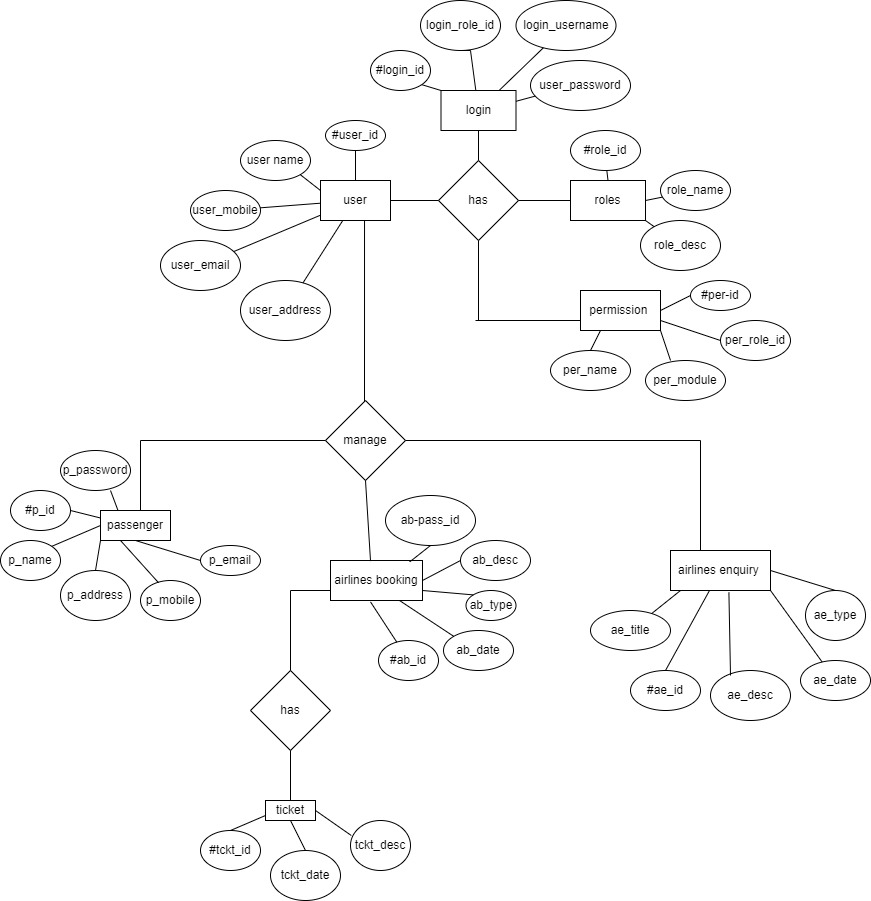 login_role_id
login_username
#login_id
user_password
login
#user_id
user name
#role_id
user
has
roles
role_name
user_mobile
role_desc
user_email
user_address
permission
#per-id
per_role_id
per_name
per_module
manage
p_password
#p_id
passenger
ab-pass_id
p_name
p_email
ab_desc
airlines booking
airlines enquiry
p_address
p_mobile
ab_type
ae_type
ae_title
#ab_id
ab_date
ae_date
#ae_id
ae_desc
has
ticket
#tckt_id
tckt_desc
tckt_date